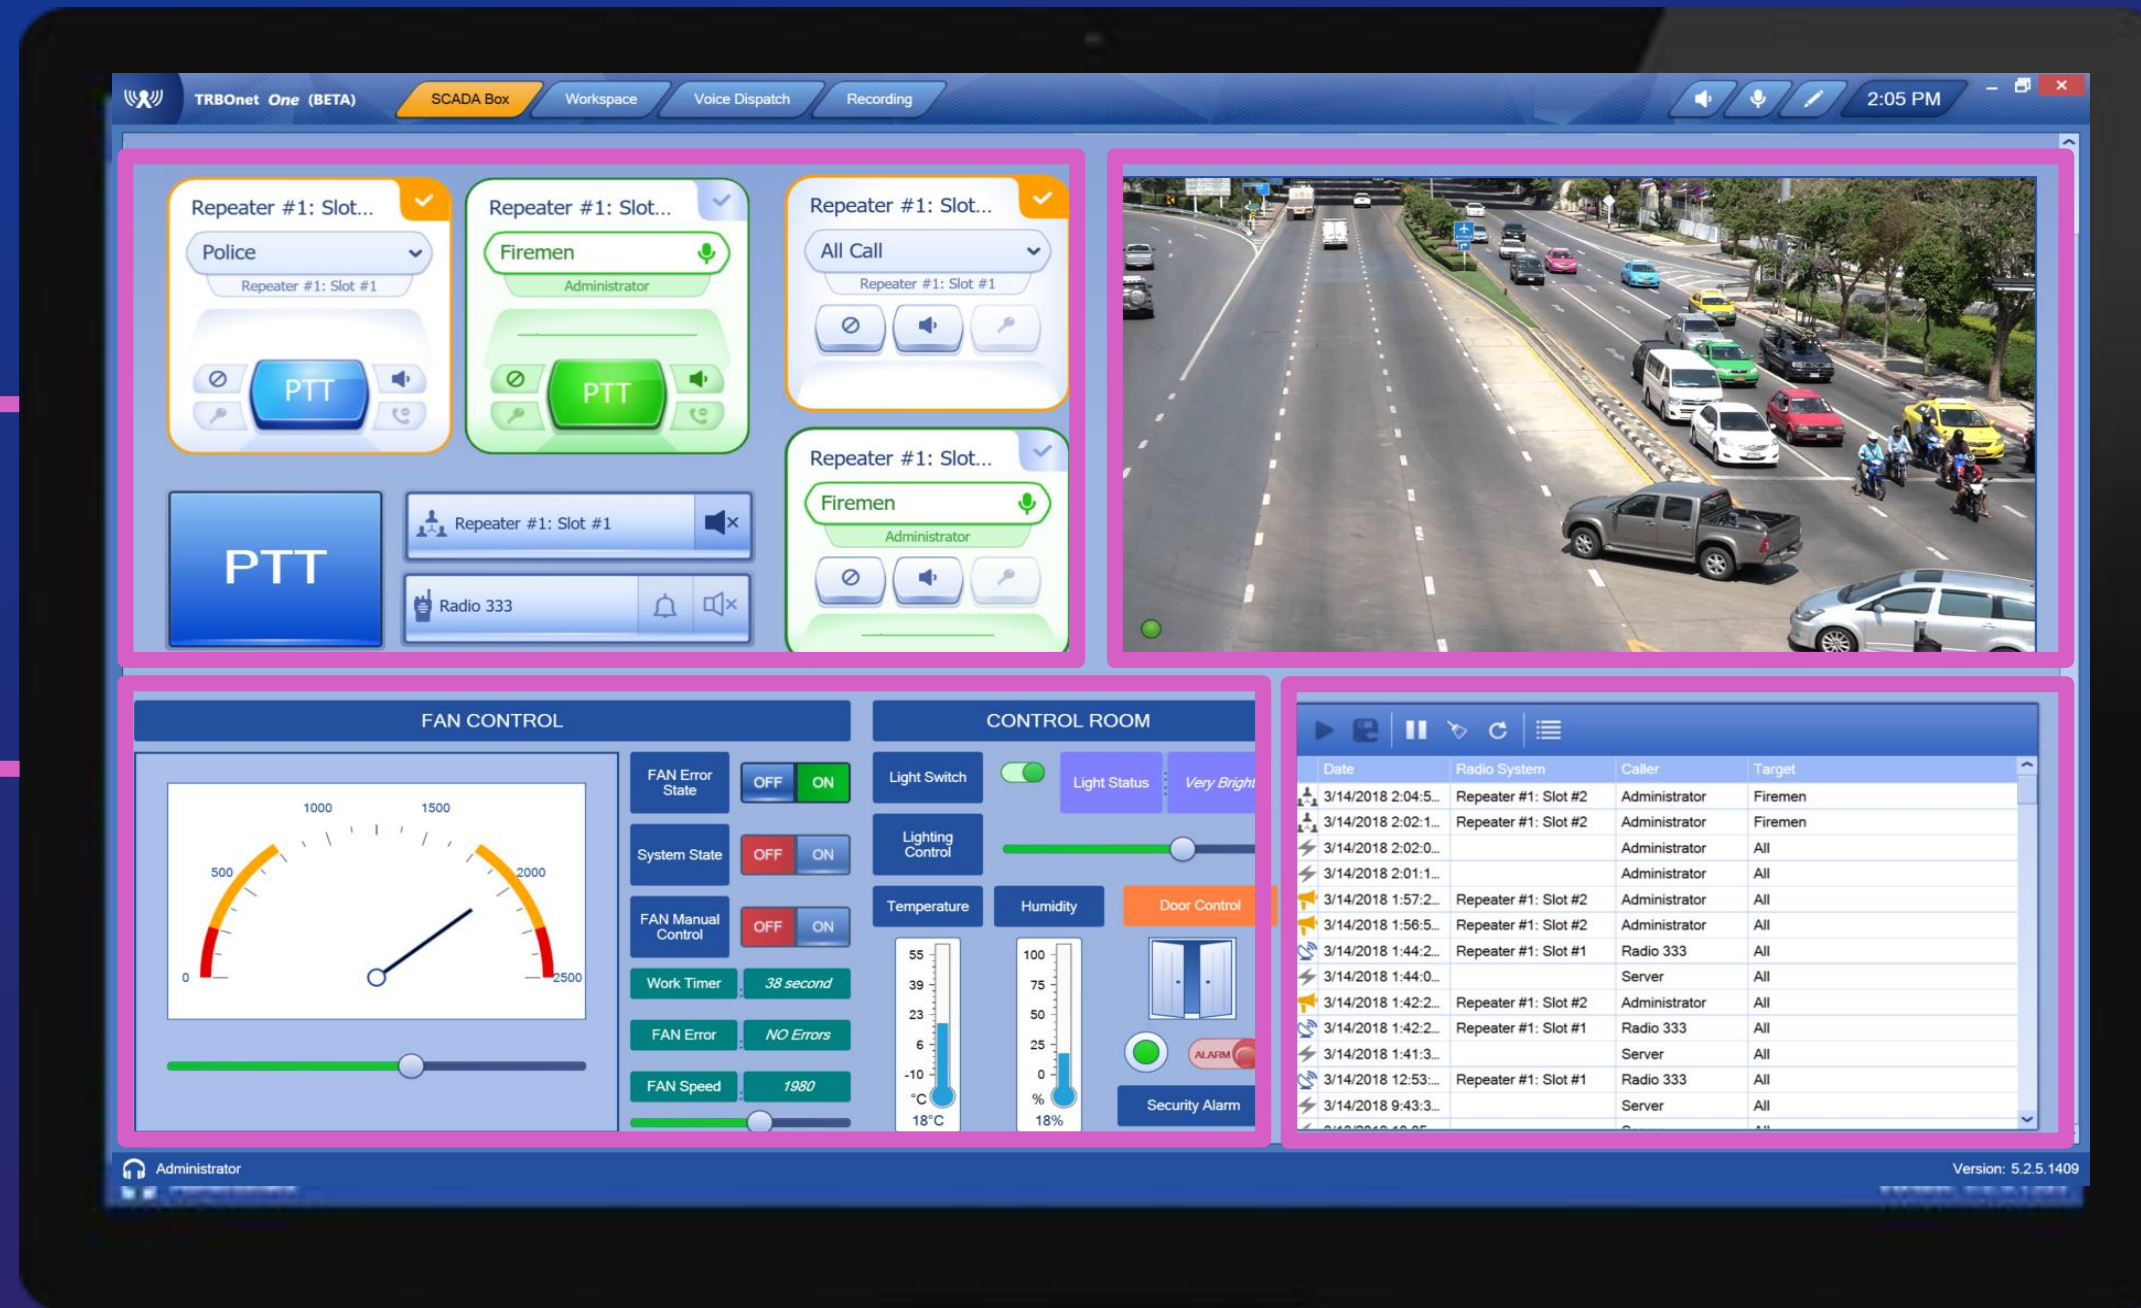 TRBOnet One (BETA)
SCADA Box
Workspace
Voice Dispatch
Recording
2:05 PM
Repeater #1: Slot...
Police
Repeater #1: Slot #1
PTT
Repeater #1: Slot...
Firemen
Administrator
PTT
Repeater #1: Slot...
All Call
Repeater #1: Slot #1
Repeater #1: Slot...
Firemen
Administrator
PTT
Repeater #1: Slot #1
Radio 333
FAN CONTROL
0
500
1000
1500
2000
2500
FAN Error
State
OFF ON
System State
OFF ON
FAN Manual
Control
OFF ON
Work Timer : 38 second
FAN Error : NO Errors
FAN Speed : 1980
CONTROL ROOM
Light Switch
Light Status : Very Bright
Lighting
Control
Temperature
55
39
23
6
-10
°C
18°C
Humidity
100
75
50
25
0
%
18%
Door Control
ALARM
Security Alarm
Date Radio System Caller Target
3/14/2018 2:04:5... Repeater #1: Slot #2 Administrator Firemen
3/14/2018 2:02:1... Repeater #1: Slot #2 Administrator Firemen
3/14/2018 2:02:0... Administrator All
3/14/2018 2:01:1... Administrator All
3/14/2018 1:57:2... Repeater #1: Slot #2 Administrator All
3/14/2018 1:56:5... Repeater #1: Slot #2 Administrator All
3/14/2018 1:44:2... Repeater #1: Slot #1 Radio 333 All
3/14/2018 1:44:0... Server All
3/14/2018 1:42:2... Repeater #1: Slot #2 Administrator All
3/14/2018 1:42:2... Repeater #1: Slot #1 Radio 333 All
3/14/2018 1:41:3... Server All
3/14/2018 12:53:... Repeater #1: Slot #1 Radio 333 All
3/14/2018 9:43:3... Server All
Administrator
Version: 5.2.5.1409